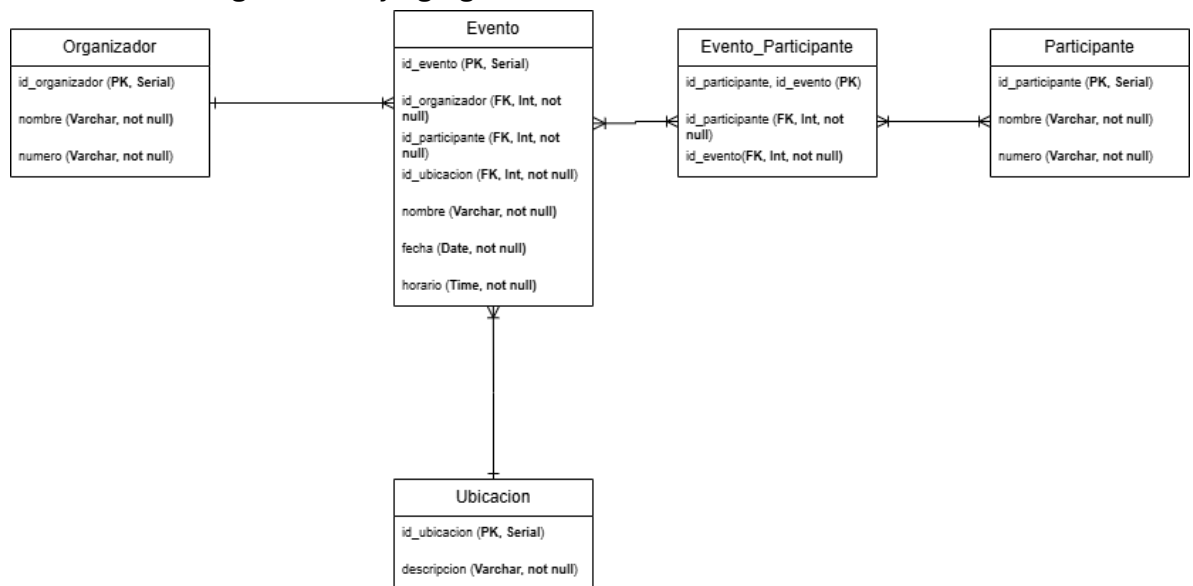 Organizador
id_organizador (PK, Serial)
nombre (Varchar, not null)
numero (Varchar, not null)
Evento
id_evento (PK, Serial)
id_organizador (FK, Int, not
null)
id_participante (FK, Int, not
null)
id_ubicacion (FK, Int, not null)
nombre (Varchar, not null)
fecha (Date, not null)
horario (Time, not null)
Evento_Participante
id_participante, id_evento (PK)
id_participante (FK, Int, not
null)
id_evento(FK, Int, not null)
Participante
id_participante (PK, Serial)
nombre (Varchar, not null)
numero (Varchar, not null)
Ubicacion
id_ubicacion (PK, Serial)
descripcion (Varchar, not null)